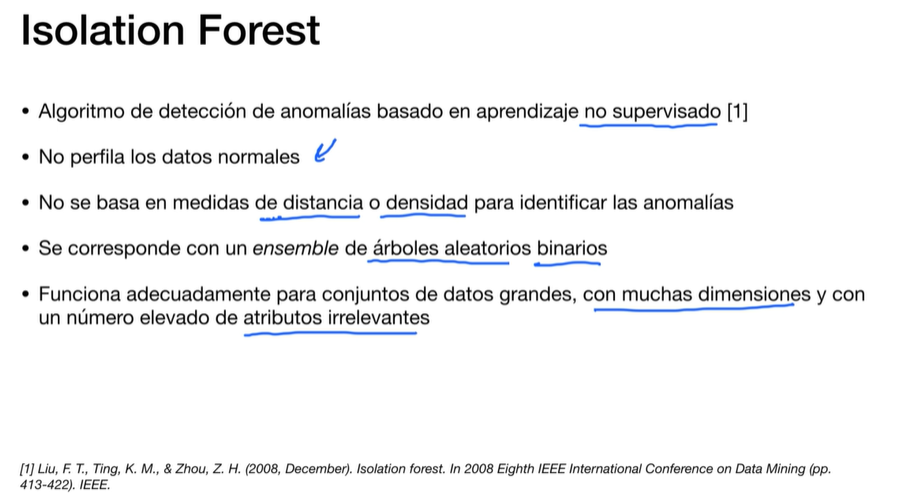 Isolation Forest
• Algoritmo de detección de anomalías basado en aprendizaje no supervisado [1]
• No perfila los datos normales
• No se basa en medidas de distancia o densidad para identificar las anomalías
• Se corresponde con un ensemble de árboles aleatorios binarios
• Funciona adecuadamente para conjuntos de datos grandes, con muchas dimensiones y con
un número elevado de atributos irrelevantes
[1] Liu, F. T., Ting, K. M., & Zhou, Z. H. (2008, December). Isolation forest. In 2008 Eighth IEEE International Conference on Data Mining (pp.
413-422). IEEE.